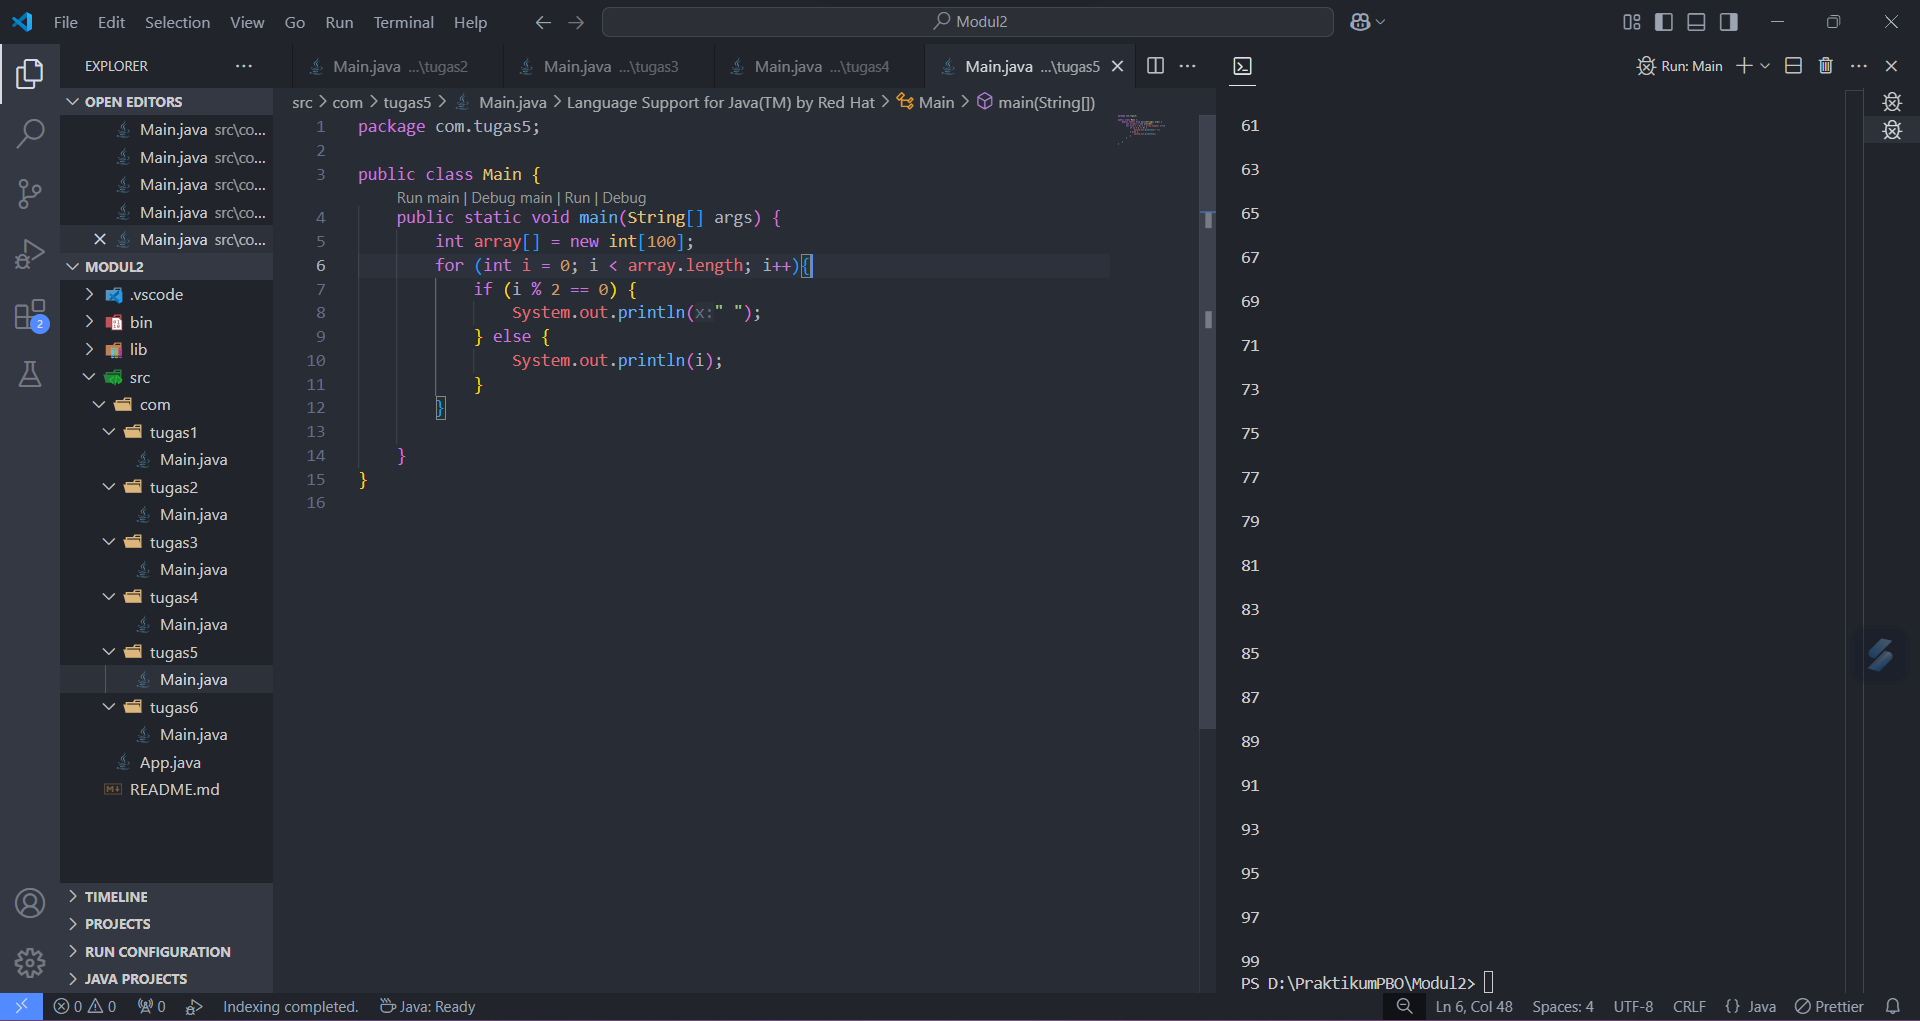 File Edit Selection View Go Run Terminal Help
Modul2
EXPLORER
Main.java ...\tugas2
Main.java ...\tugas3
Main.java ...\tugas4
Main.java ...\tugas5
Run: Main
OPEN EDITORS
Main.java src\co...
Main.java src\co...
Main.java src\co...
Main.java src\co...
Main.java src\co...
MODUL2
.vscode
bin
lib
src
com
tugas1
Main.java
tugas2
Main.java
tugas3
Main.java
tugas4
Main.java
tugas5
Main.java
tugas6
Main.java
App.java
README.md
TIMELINE
PROJECTS
RUN CONFIGURATION
JAVA PROJECTS
2
src > com > tugas5 > Main.java > Language Support for Java(TM) by Red Hat > Main > main(String[])
1 package com.tugas5;
2
3 public class Main {
Run main | Debug main | Run | Debug
4 public static void main(String[] args) {
5 int array[] = new int[100];
6 for (int i = 0; i < array.length; i++){
7 if (i % 2 == 0) {
8 System.out.println(x:" ");
9 } else {
10 System.out.println(i);
11 }
12 }
13
14 }
15 }
16
61
63
65
67
69
71
73
75
77
79
81
83
85
87
89
91
93
95
97
99
PS D:\PraktikumPBO\Modul2>
0 0 0 Indexing completed. Java: Ready
Ln 6, Col 48 Spaces: 4 UTF-8 CRLF {} Java Prettier